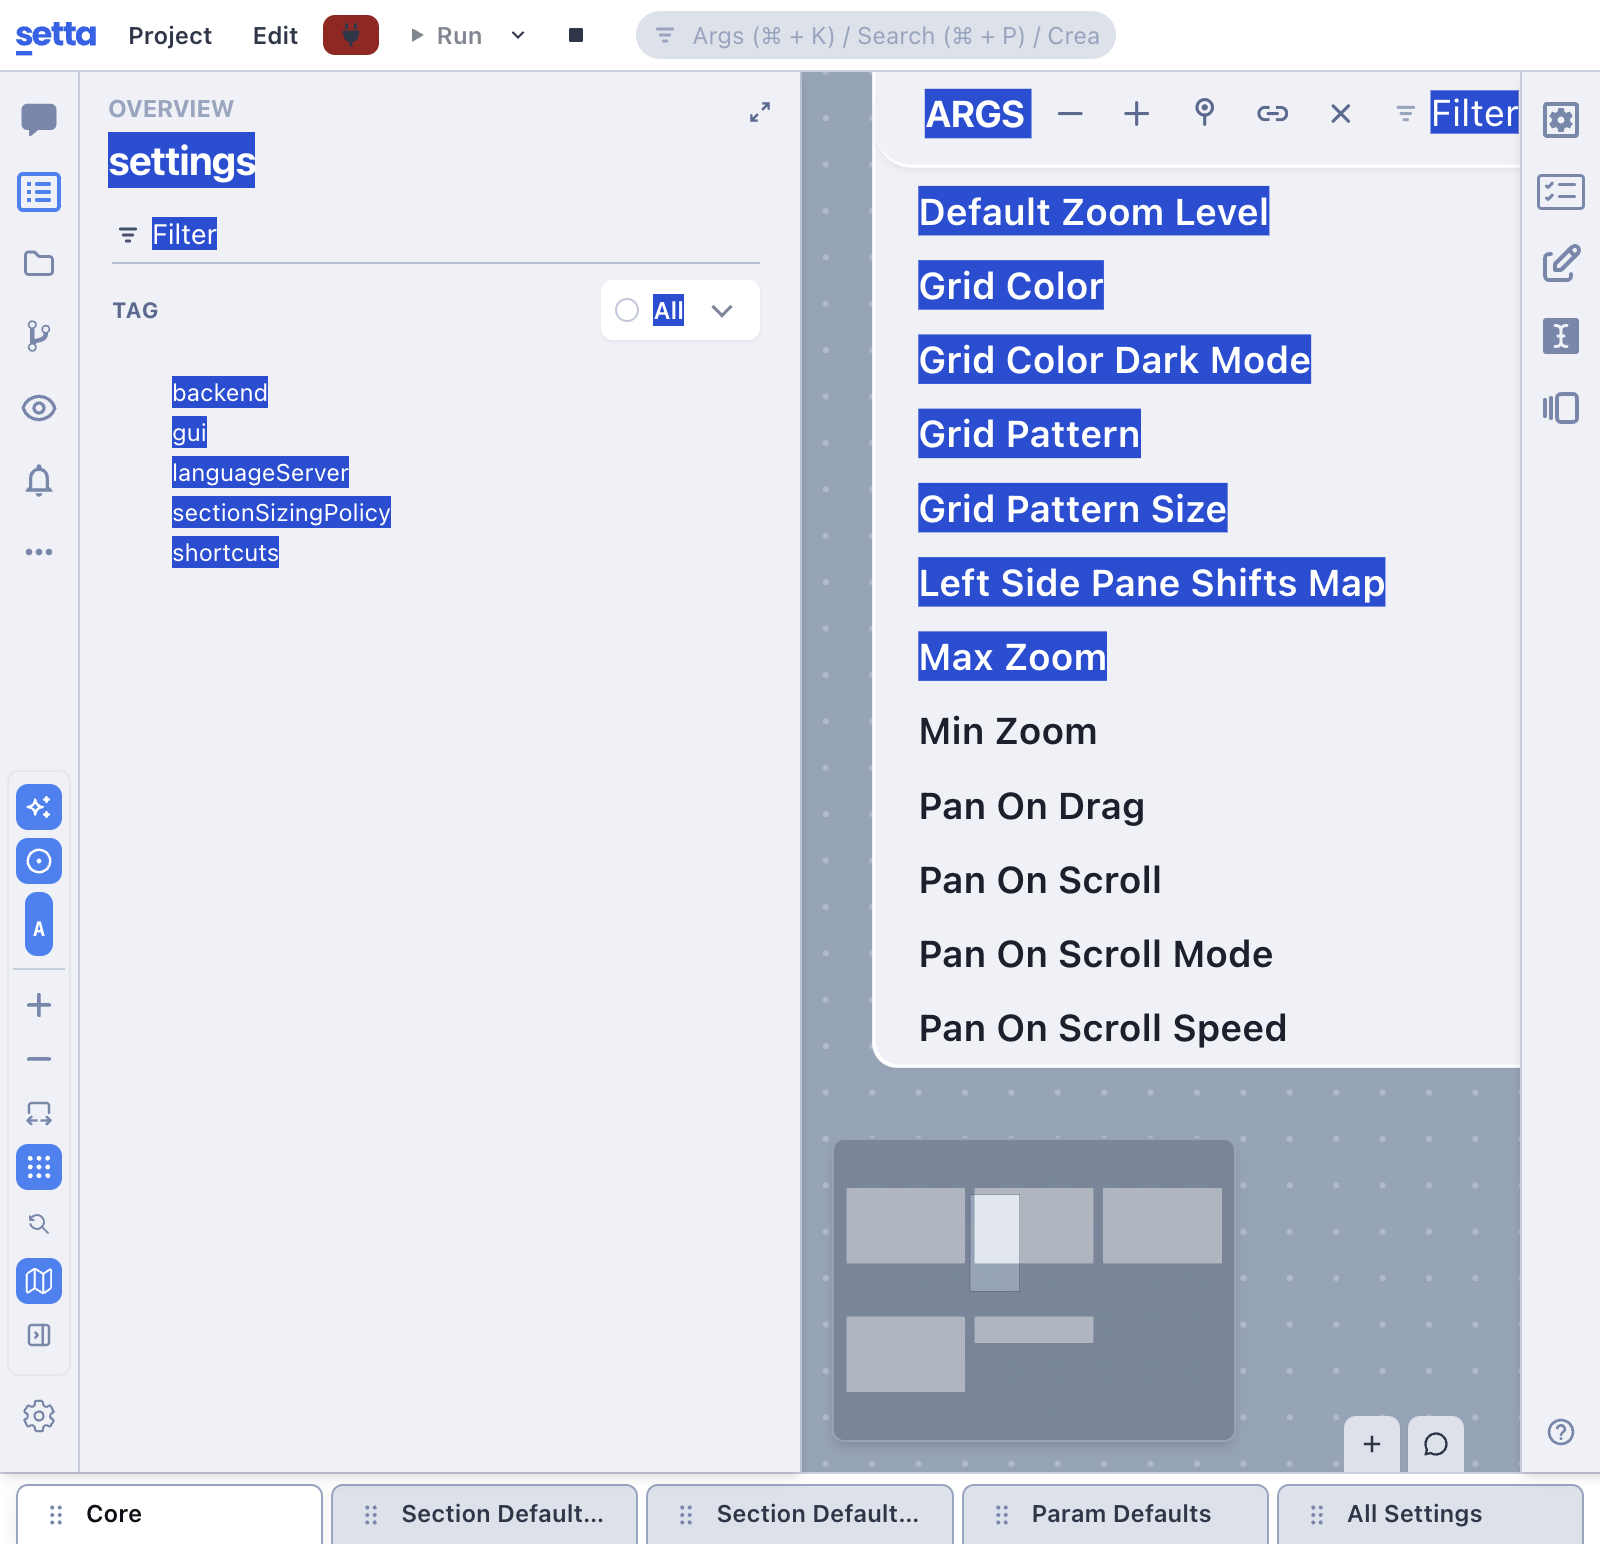 setta
Project
Edit
Run
Args (⌘ + K) / Search (⌘ + P) / Crea
OVERVIEW
settings
Filter
TAG
All
backend
gui
languageServer
sectionSizingPolicy
shortcuts
A
ARGS
Filter
Default Zoom Level
Grid Color
Grid Color Dark Mode
Grid Pattern
Grid Pattern Size
Left Side Pane Shifts Map
Max Zoom
Min Zoom
Pan On Drag
Pan On Scroll
Pan On Scroll Mode
Pan On Scroll Speed
Core
Section Default...
Section Default...
Param Defaults
All Settings